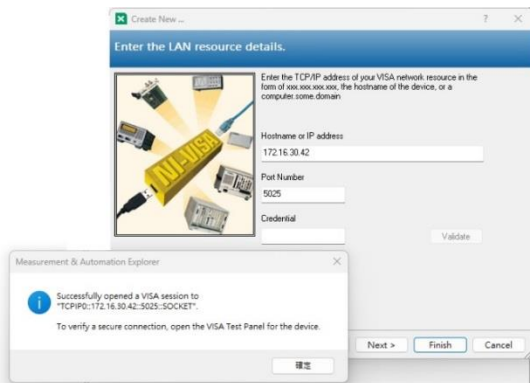 Create New ...
? X
Enter the LAN resource details.
Enter the TCP/IP address of your VISA network resource in the
form of xxx.xxx.xxx.xxx, the hostname of the device, or a
computer.some.domain
NI-VISA
Hostname or IP address
172.16.30.42
Port Number
5025
Credential
Validate
Measurement & Automation Explorer
Successfully opened a VISA session to
"TCPIP0::172.16.30.42::5025::SOCKET".
To verify a secure connection, open the VISA Test Panel for the device.
確定
Next >
Finish
Cancel